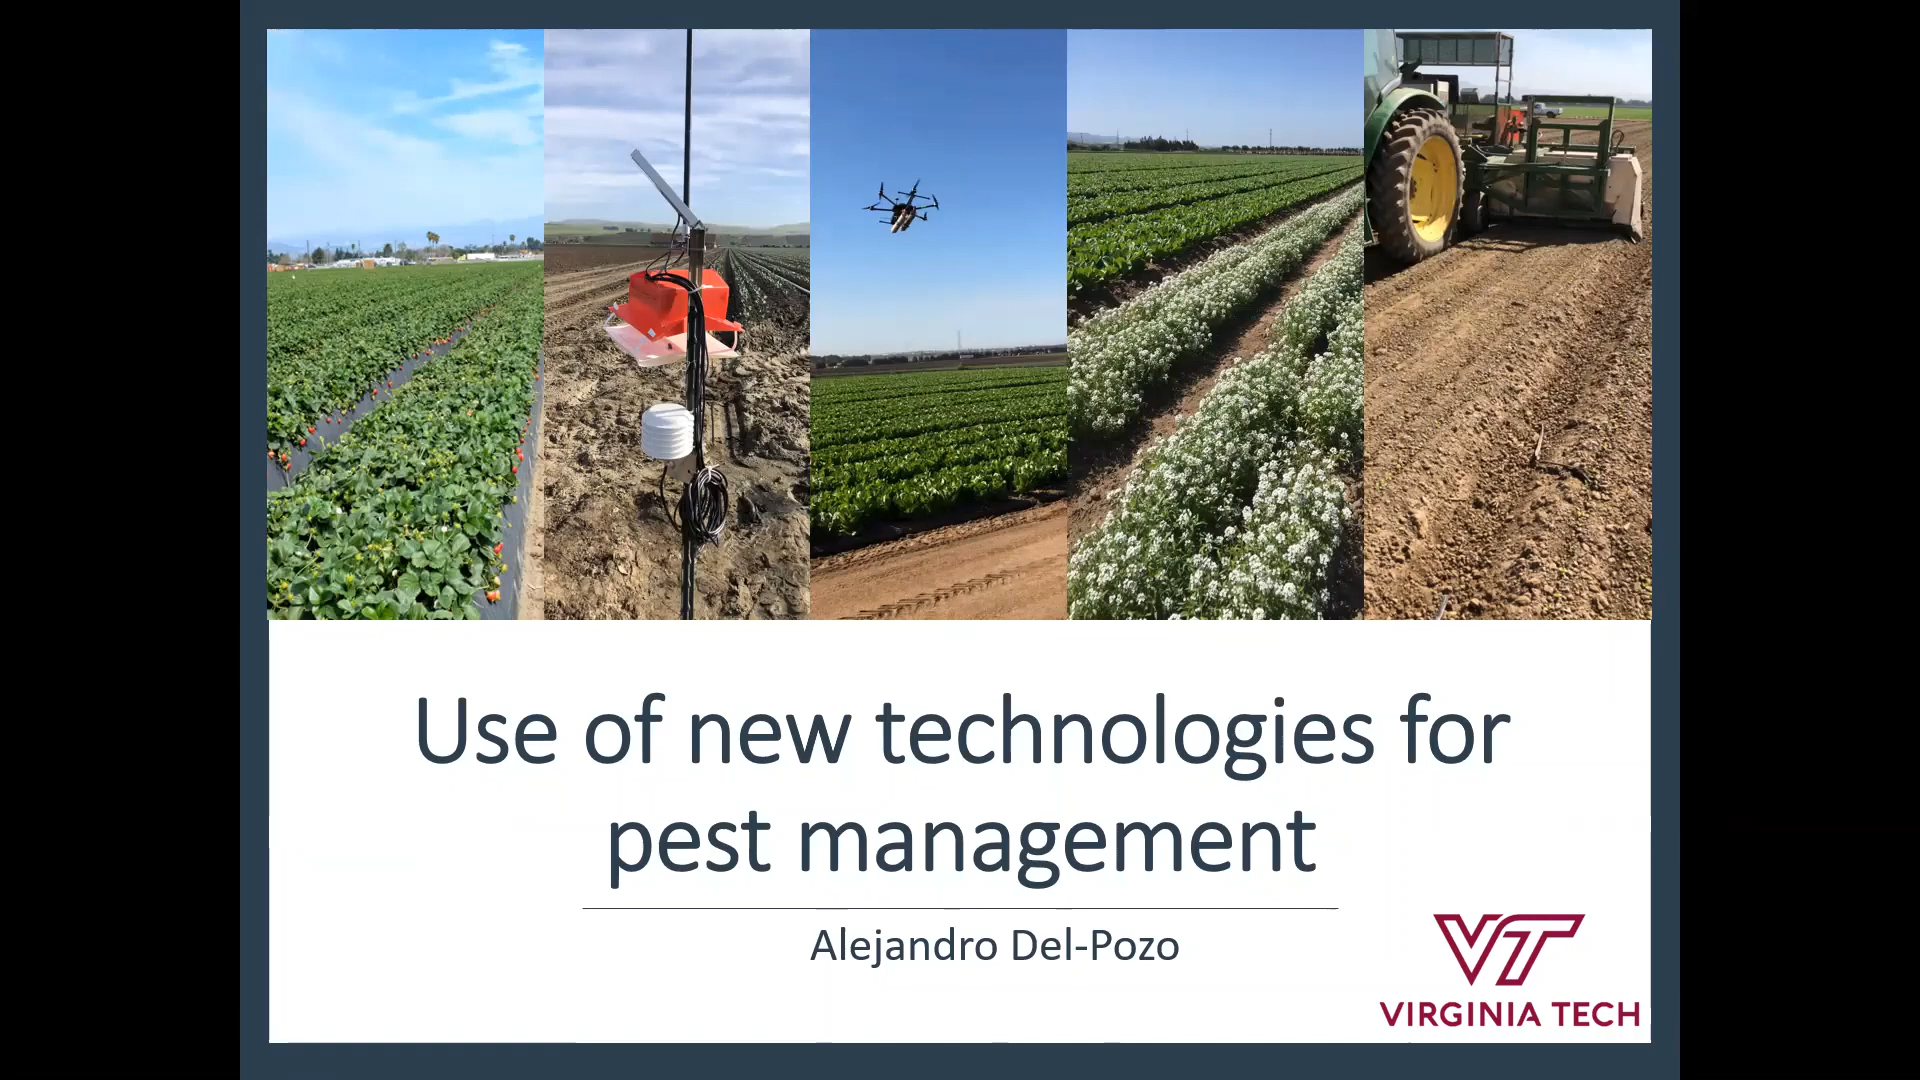 Use of new technologies for
pest management
Alejandro Del-Pozo
VT
VIRGINIA TECH